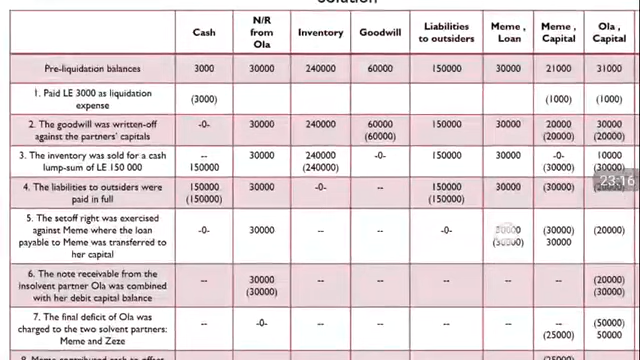 Solution
Cash
N/R
from
Ola
Inventory
Goodwill
Liabilities
to outsiders
Meme ,
Loan
Meme ,
Capital
Ola ,
Capital
Pre-liquidation balances 3000 30000 240000 60000 150000 30000 21000 31000
1. Paid LE 3000 as liquidation
expense
(3000) (1000) (1000)
2. The goodwill was written-off
against the partners' capitals
-0- 30000 240000 60000 150000 30000 20000 30000
(60000) (20000) (20000)
3. The inventory was sold for a cash
lump-sum of LE 150 000
-- 30000 240000 -0- 150000 30000 -0- 10000
150000 (240000) (30000) (30000)
4. The liabilities to outsiders were
paid in full
150000 30000 -0- -- 150000 30000 (30000)
(150000) (150000)
23:16
5. The setoff right was exercised
against Meme where the loan
payable to Meme was transferred to
her capital
-0- 30000 -- -- -0- 30000 (30000) (20000)
(30000) 30000
6. The note receivable from the
insolvent partner Ola was combined
with her debit capital balance
-- 30000 -- -- -- -- -- (20000)
(30000) (30000)
7. The final deficit of Ola was
charged to the two solvent partners:
Meme and Zeze
-- -0- -- -- -- -- -- (50000)
(25000) 50000